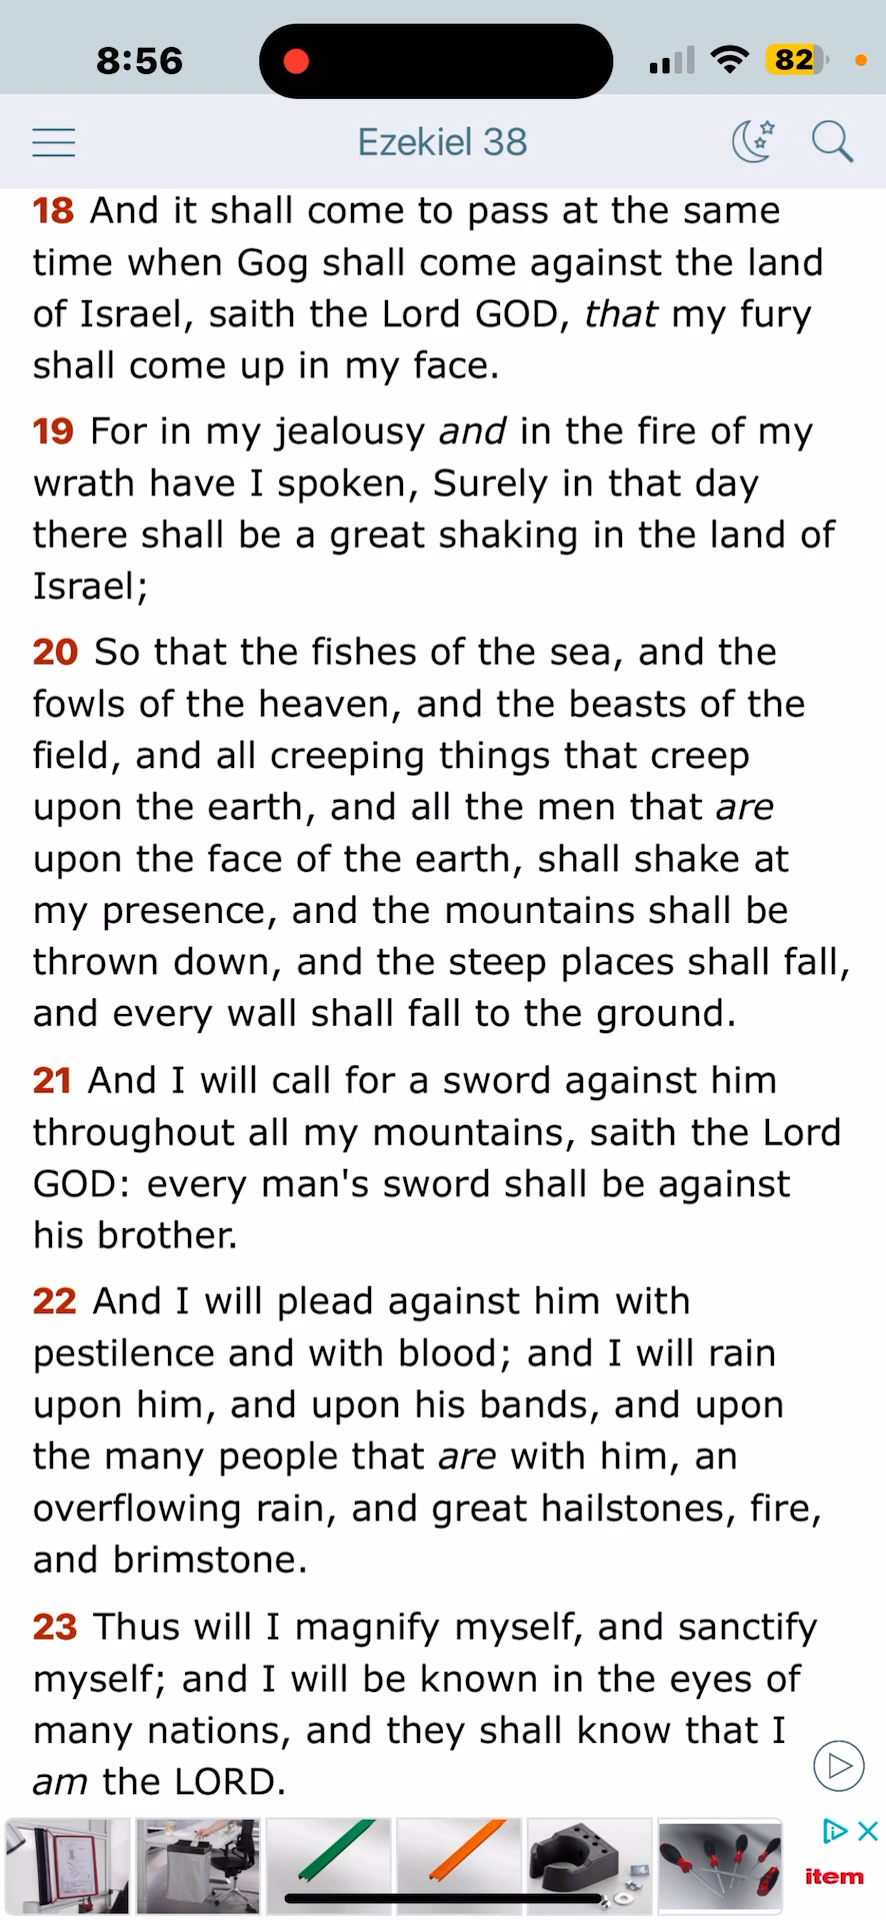 8:56
82
Ezekiel 38
18 And it shall come to pass at the same
time when Gog shall come against the land
of Israel, saith the Lord GOD, that my fury
shall come up in my face.
19 For in my jealousy and in the fire of my
wrath have I spoken, Surely in that day
there shall be a great shaking in the land of
Israel;
20 So that the fishes of the sea, and the
fowls of the heaven, and the beasts of the
field, and all creeping things that creep
upon the earth, and all the men that are
upon the face of the earth, shall shake at
my presence, and the mountains shall be
thrown down, and the steep places shall fall,
and every wall shall fall to the ground.
21 And I will call for a sword against him
throughout all my mountains, saith the Lord
GOD: every man's sword shall be against
his brother.
22 And I will plead against him with
pestilence and with blood; and I will rain
upon him, and upon his bands, and upon
the many people that are with him, an
overflowing rain, and great hailstones, fire,
and brimstone.
23 Thus will I magnify myself, and sanctify
myself; and I will be known in the eyes of
many nations, and they shall know that I
am the LORD.
item